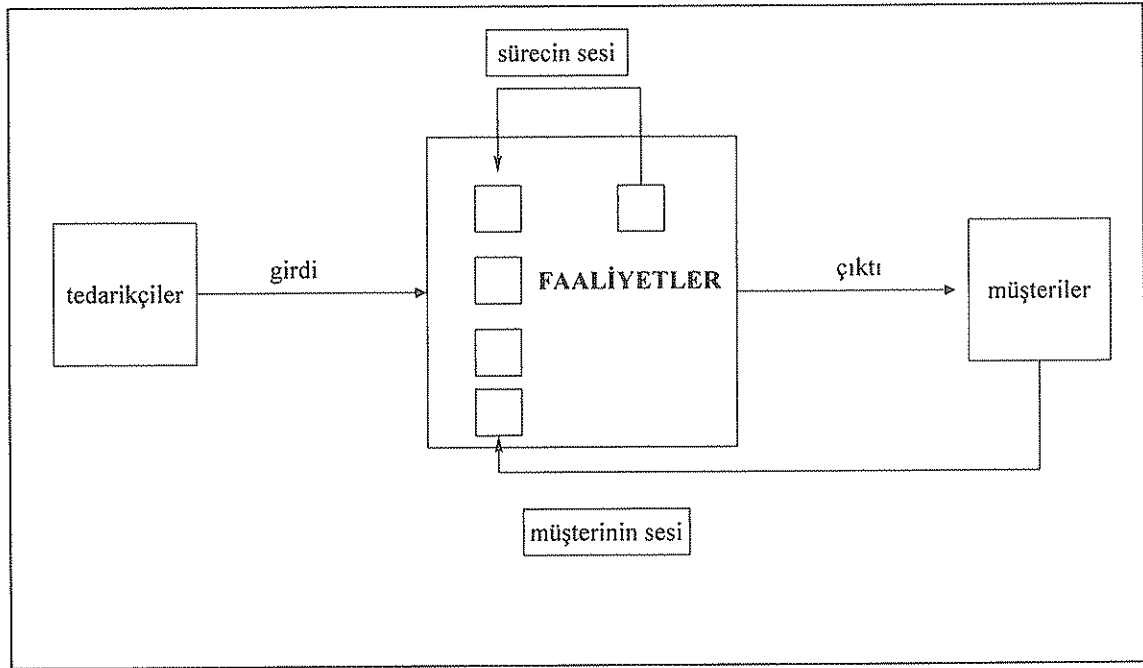 sürecin sesi
tedarikçiler
girdi
FAALİYETLER
çıktı
müşteriler
müşterinin sesi